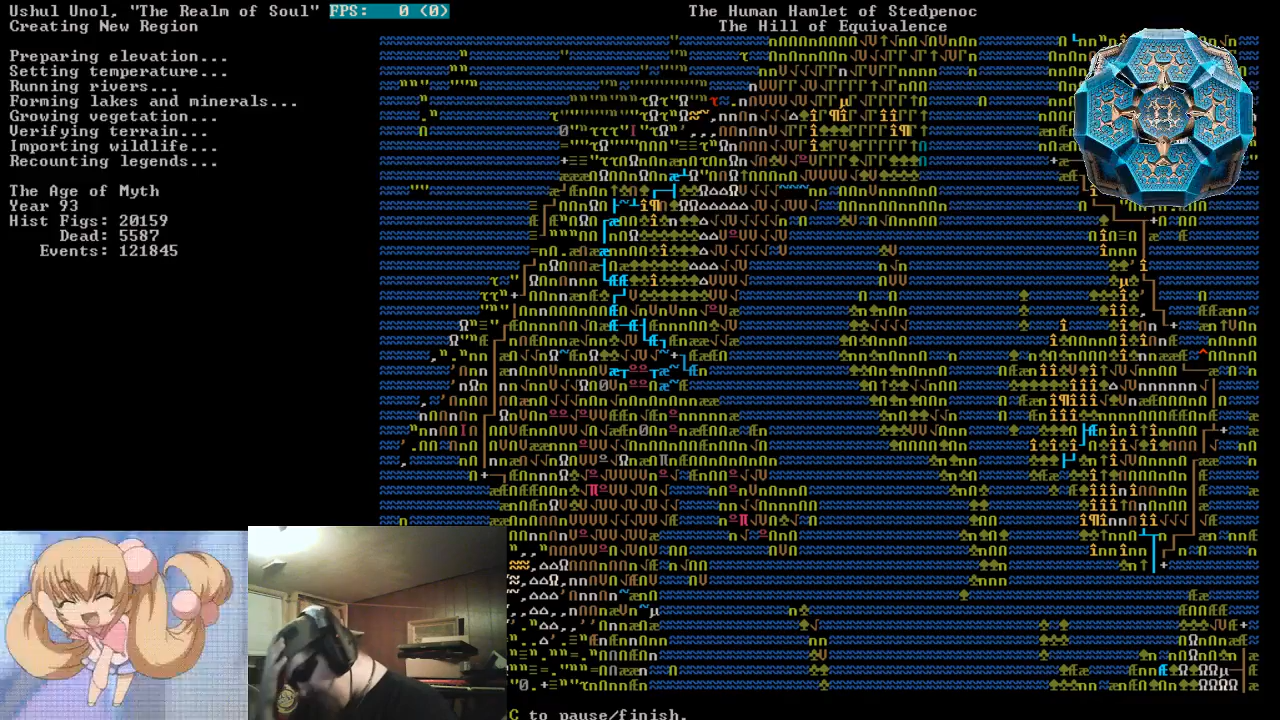 Ushul Unol, "The Realm of Soul" FPS: 0 (0)
Creating New Region
The Human Hamlet of Stedpenoc
The Hill of Equivalence
Preparing elevation...
Setting temperature...
Running rivers...
Forming lakes and minerals...
Growing vegetation...
Verifying terrain...
Importing wildlife...
Recounting legends...
The Age of Myth
Year 93
Hist Figs: 20159
Dead: 5587
Events: 121845
C to pause/finish.